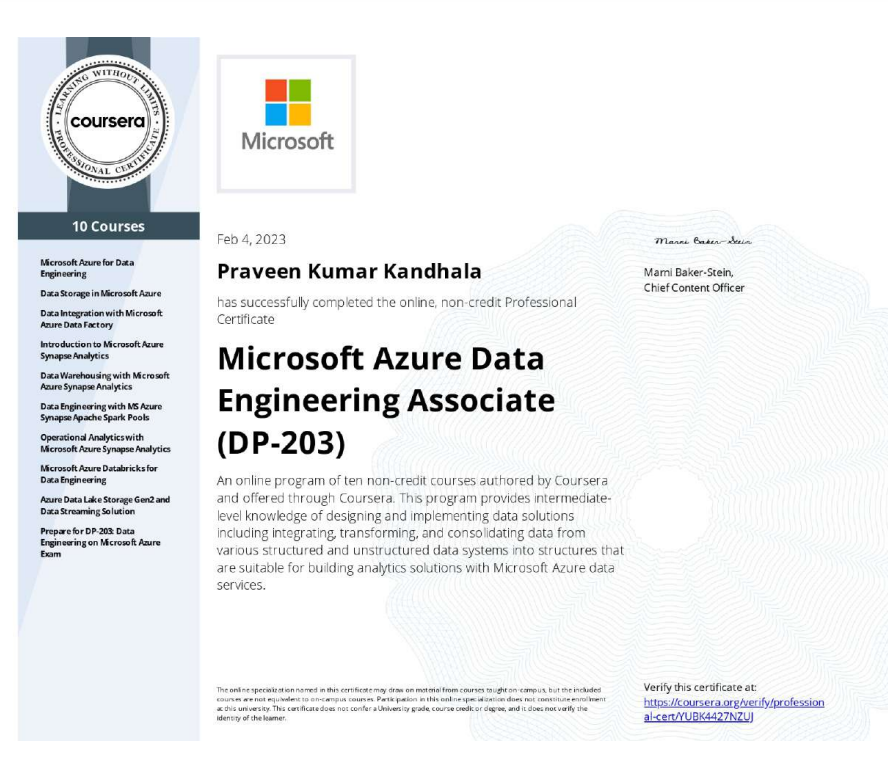 LEARNING WITHOUT LIMITS
coursera
PROFESSIONAL CERTIFICATE
Microsoft
10 Courses
Microsoft Azure for Data
Engineering
Data Storage in Microsoft Azure
Data Integration with Microsoft
Azure Data Factory
Introduction to Microsoft Azure
Synapse Analytics
Data Warehousing with Microsoft
Azure Synapse Analytics
Data Engineering with MS Azure
Synapse Apache Spark Pools
Operational Analytics with
Microsoft Azure Synapse Analytics
Microsoft Azure Databricks for
Data Engineering
Azure Data Lake Storage Gen2 and
Data Streaming Solution
Prepare for DP-203: Data
Engineering on Microsoft Azure
Exam
Feb 4, 2023
Praveen Kumar Kandhala
has successfully completed the online, non-credit Professional
Certificate
Microsoft Azure Data
Engineering Associate
(DP-203)
An online program of ten non-credit courses authored by Coursera
and offered through Coursera. This program provides intermediate-
level knowledge of designing and implementing data solutions
including integrating, transforming, and consolidating data from
various structured and unstructured data systems into structures that
are suitable for building analytics solutions with Microsoft Azure data
services.
Marni Baker-Stein
Marni Baker-Stein,
Chief Content Officer
The online specialization named in this certificate may draw on material from courses taught on-campus, but the included
courses are not equivalent to on-campus courses. Participation in this online specialization does not constitute enrollment
at this university. This certificate does not confer a University grade, course credit or degree, and it does not verify the
identity of the learner.
Verify this certificate at:
https://coursera.org/verify/profession
al-cert/YUBK4427NZUJ